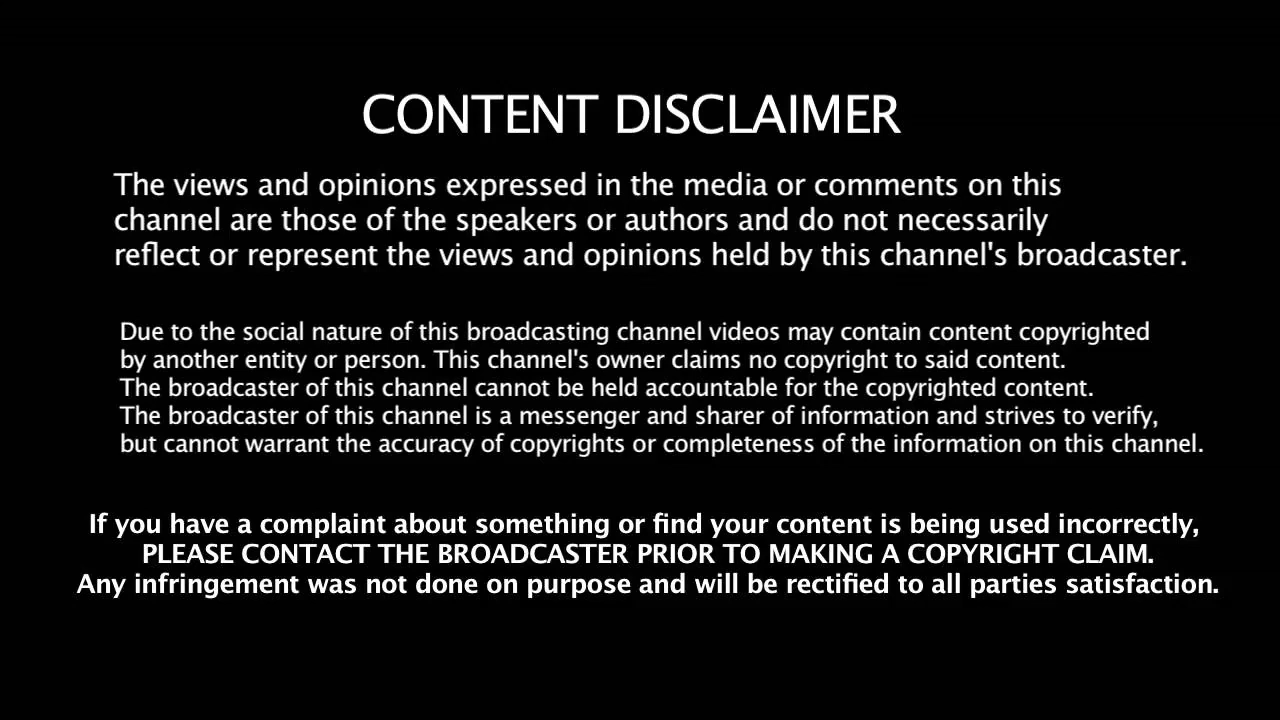 CONTENT DISCLAIMER
The views and opinions expressed in the media or comments on this
channel are those of the speakers or authors and do not necessarily
reflect or represent the views and opinions held by this channel's broadcaster.
Due to the social nature of this broadcasting channel videos may contain content copyrighted
by another entity or person. This channel's owner claims no copyright to said content.
The broadcaster of this channel cannot be held accountable for the copyrighted content.
The broadcaster of this channel is a messenger and sharer of information and strives to verify,
but cannot warrant the accuracy of copyrights or completeness of the information on this channel.
If you have a complaint about something or find your content is being used incorrectly,
PLEASE CONTACT THE BROADCASTER PRIOR TO MAKING A COPYRIGHT CLAIM.
Any infringement was not done on purpose and will be rectified to all parties satisfaction.